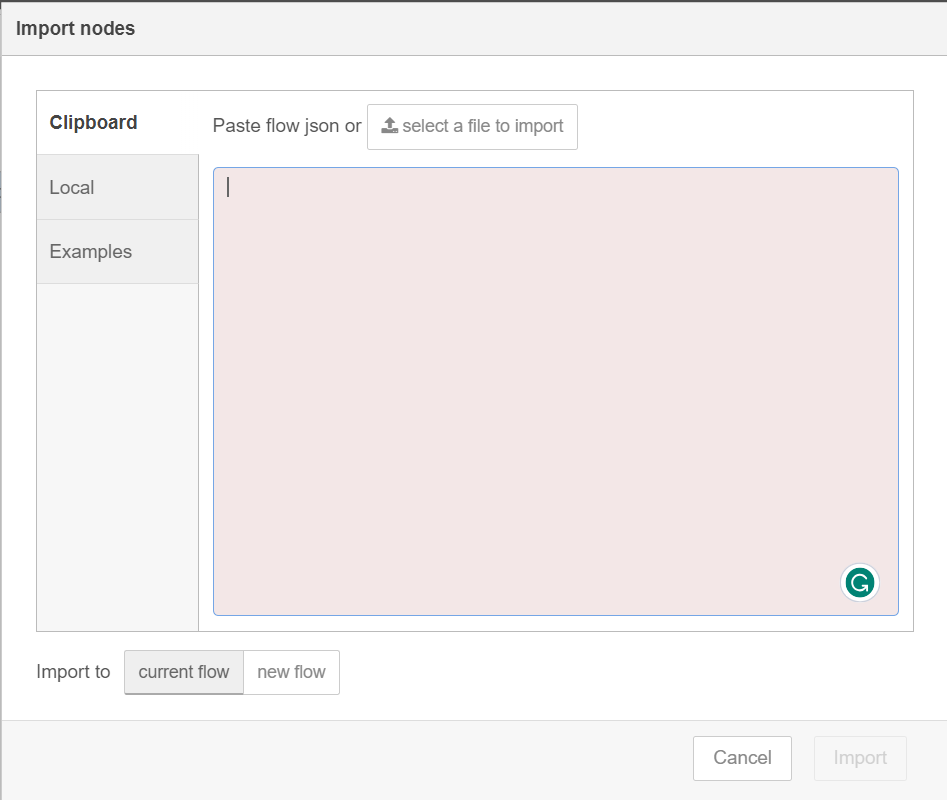 Import nodes
Clipboard
Paste flow json or select a file to import
Local
Examples
Import to current flow new flow
Cancel Import